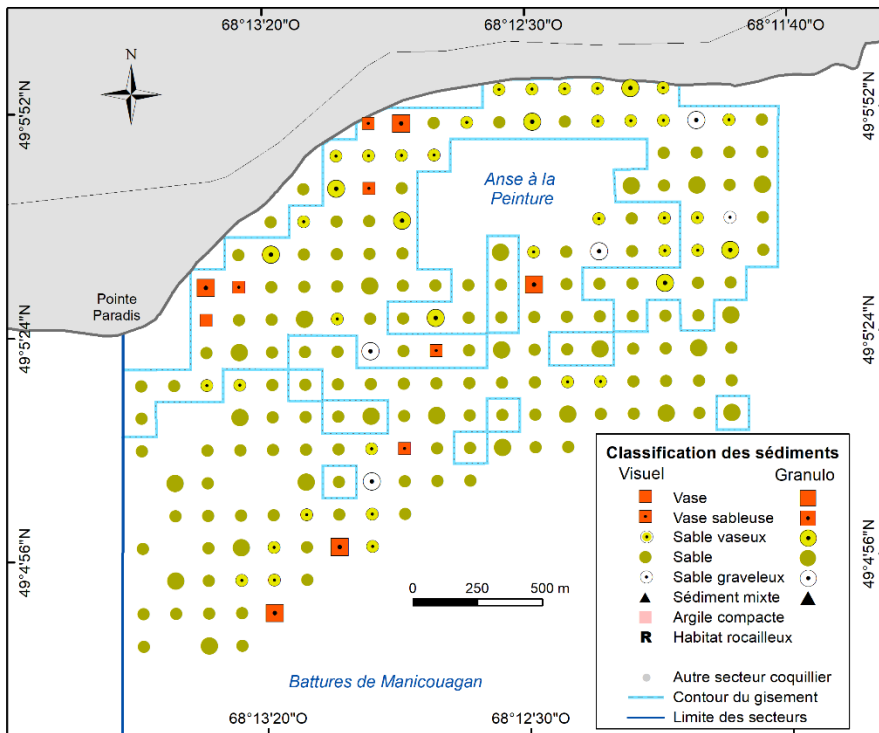 68°13'20"O 68°12'30"O 68°11'40"O
N
49°5'52"N 49°5'52"N
Anse à la
Peinture
Pointe
Paradis
49°5'24"N 49°5'24"N
Classification des sédiments
Visuel Granulo
Vase
Vase sableuse
Sable vaseux
Sable
Sable graveleux
Sédiment mixte
Argile compacte
R Habitat rocailleux
Autre secteur coquillier
Contour du gisement
Limite des secteurs
49°4'56"N 49°4'56"N
0 250 500 m
Battures de Manicouagan
68°13'20"O 68°12'30"O